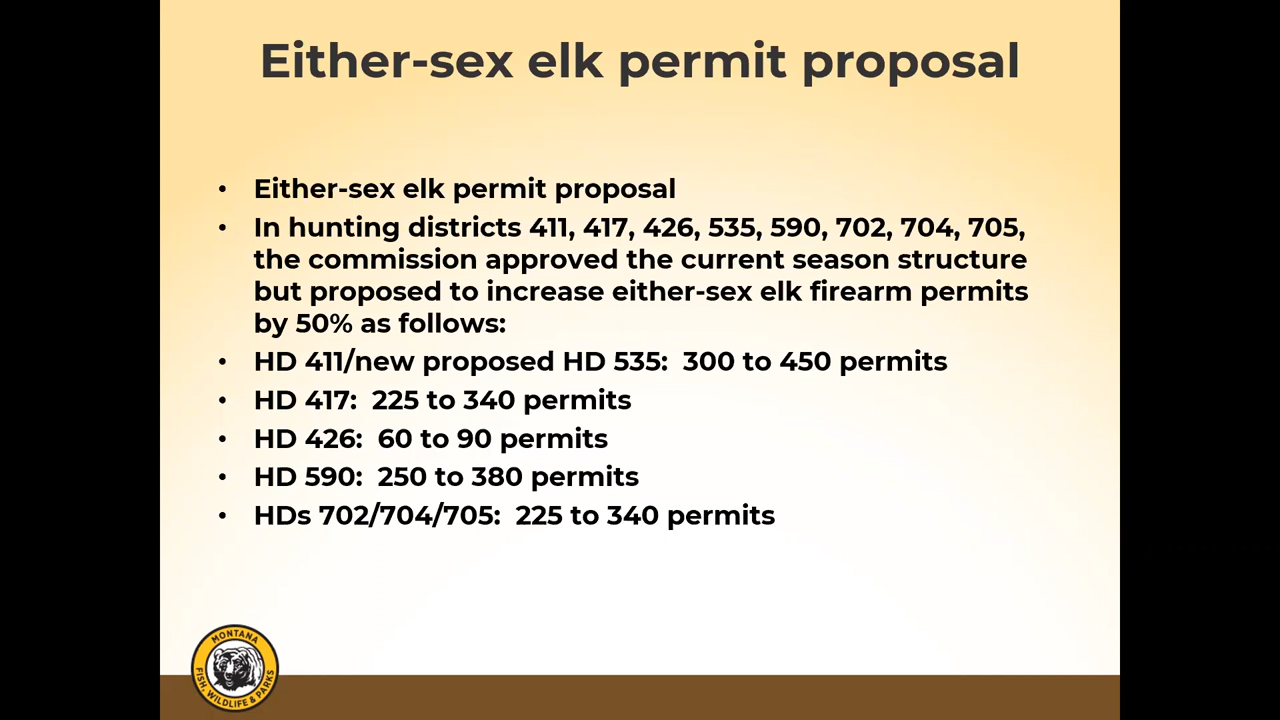 Either-sex elk permit proposal
• Either-sex elk permit proposal
• In hunting districts 411, 417, 426, 535, 590, 702, 704, 705,
the commission approved the current season structure
but proposed to increase either-sex elk firearm permits
by 50% as follows:
• HD 411/new proposed HD 535:  300 to 450 permits
• HD 417:  225 to 340 permits
• HD 426:  60 to 90 permits
• HD 590:  250 to 380 permits
• HDs 702/704/705:  225 to 340 permits
MONTANA
FISH, WILDLIFE & PARKS